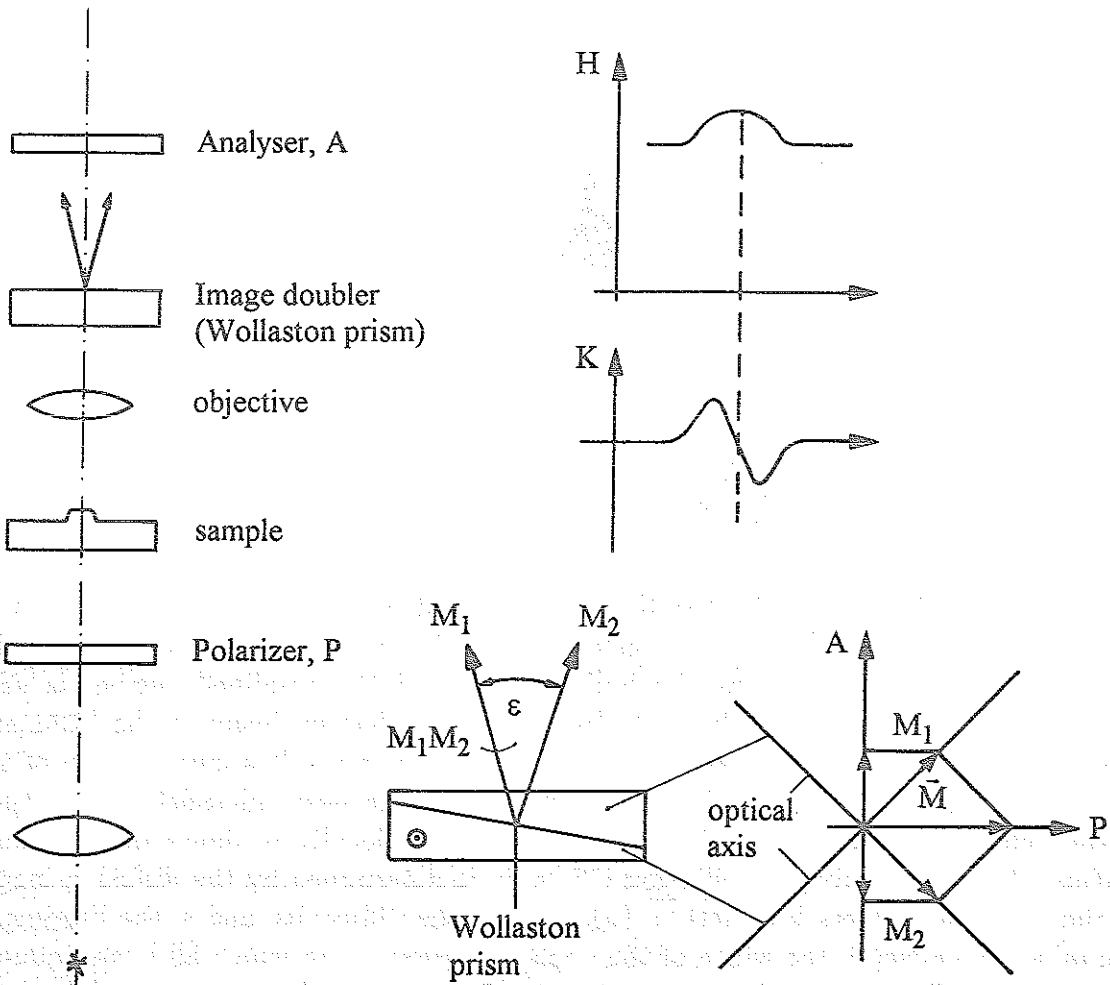 Analyser, A
Image doubler
(Wollaston prism)
objective
sample
Polarizer, P
H
K
M₁
M₂
ε
M₁M₂
Wollaston
prism
optical
axis
A
M₁
M⃗
P
M₂